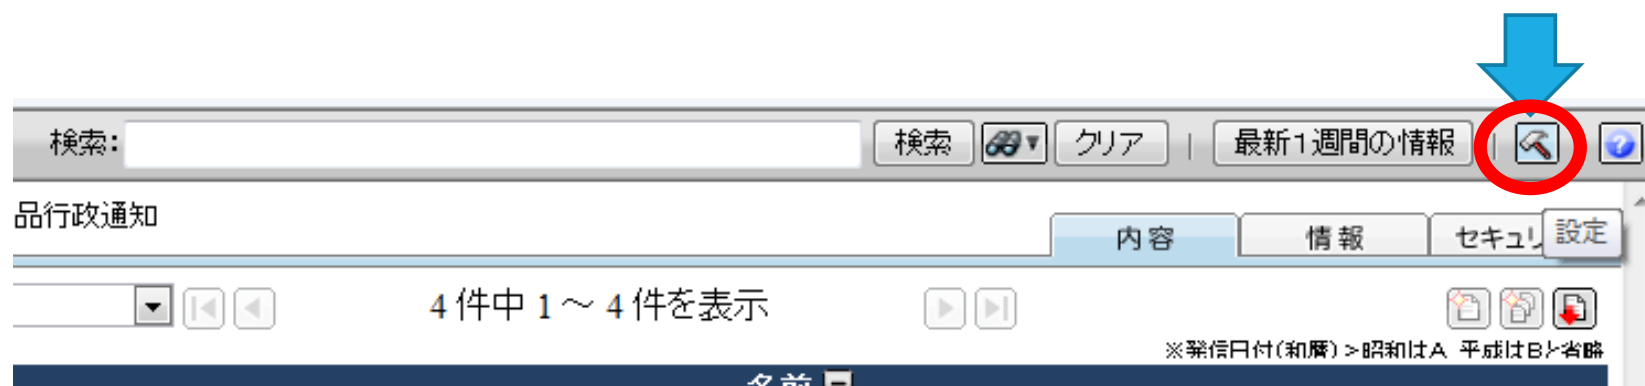 検索: 検索 クリア | 最新1週間の情報 |
品行政通知
内容 情報 セキュリ 設定
4 件中 1 ～ 4 件を表示
※発信日付(和暦)>昭和はA 平成はBと省略
名前